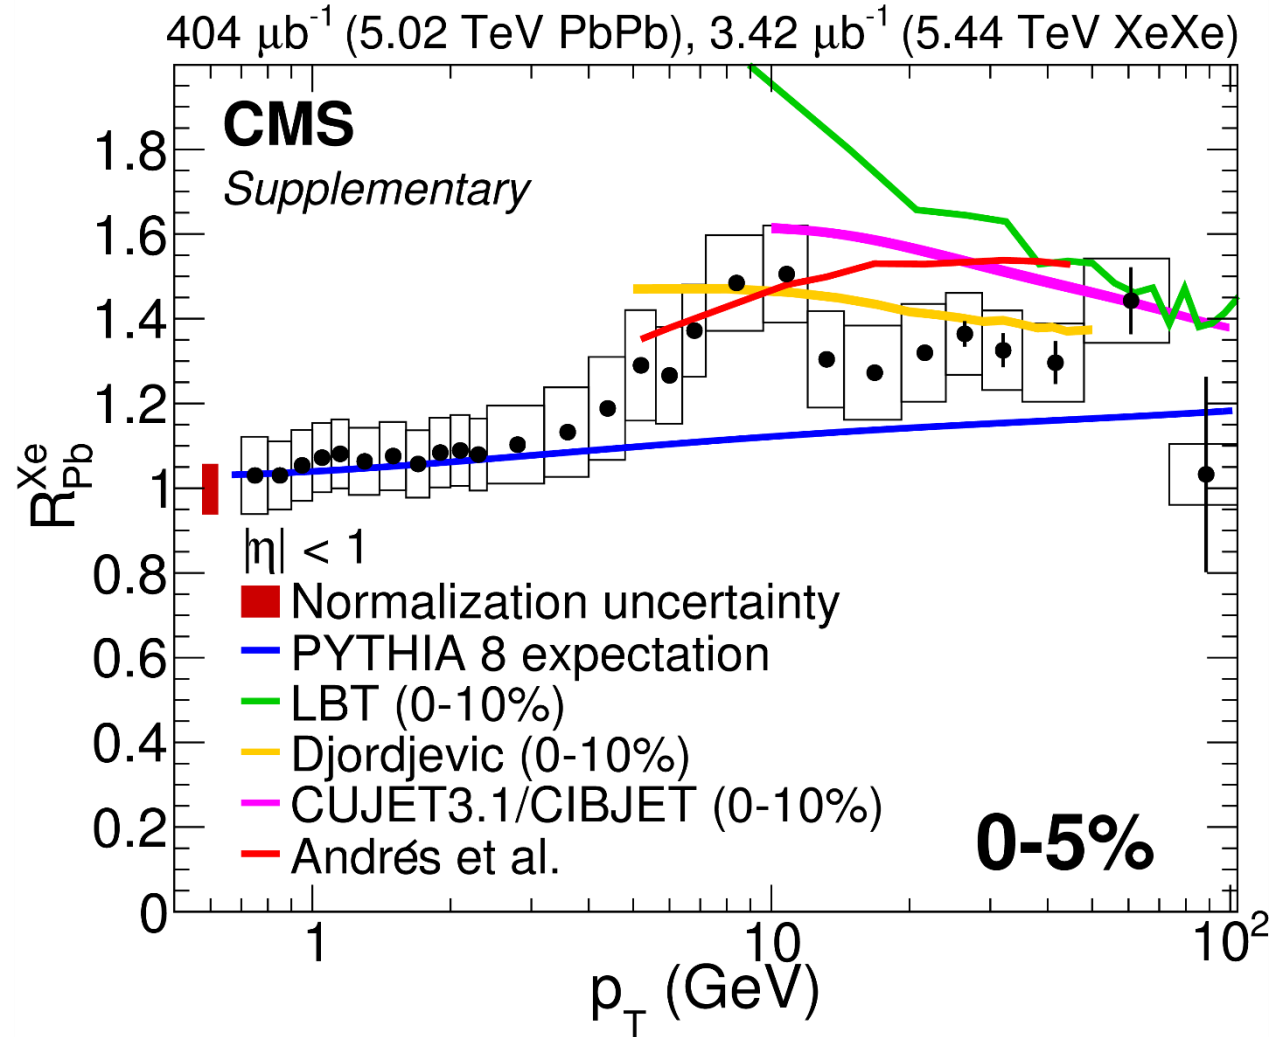 404 μb⁻¹ (5.02 TeV PbPb), 3.42 μb⁻¹ (5.44 TeV XeXe)
CMS
Supplementary
1.8
1.6
1.4
1.2
1
0.8
0.6
0.4
0.2
0
R^Xe_Pb
|η| < 1
Normalization uncertainty
PYTHIA 8 expectation
LBT (0-10%)
Djordjevic (0-10%)
CUJET3.1/CIBJET (0-10%)
Andrés et al.
0-5%
1 10 10²
p_T (GeV)